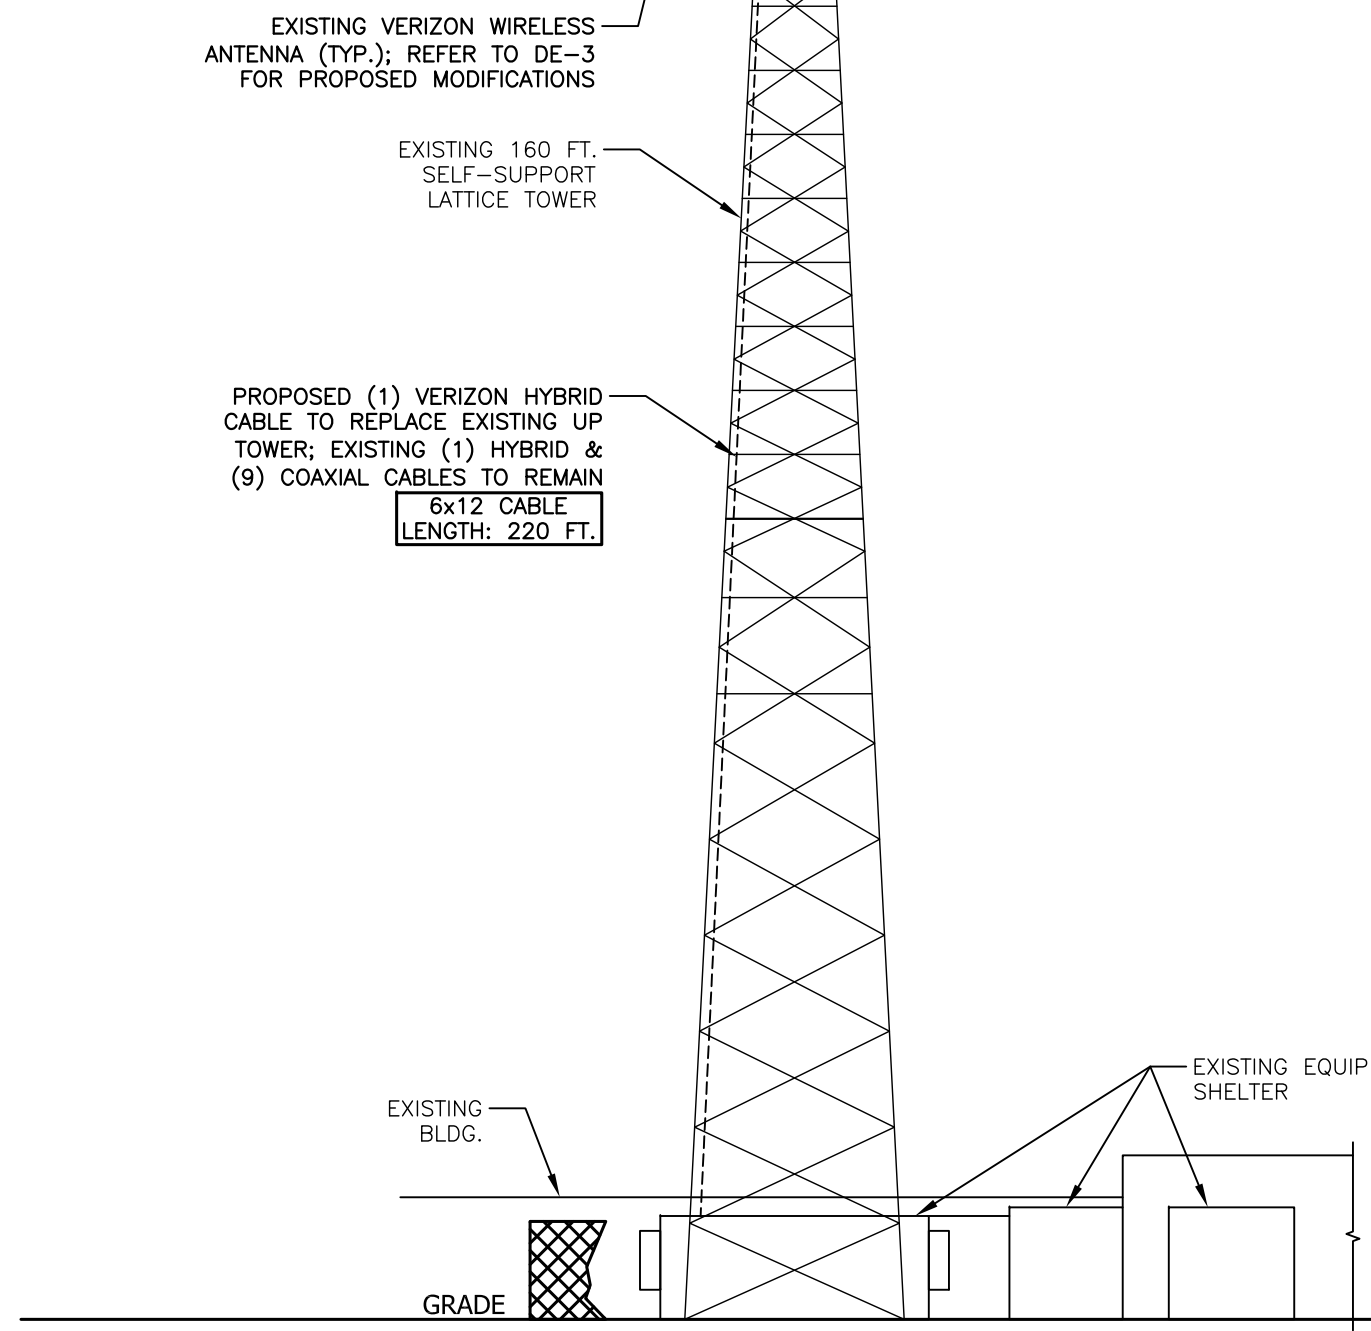 EXISTING VERIZON WIRELESS
ANTENNA (TYP.); REFER TO DE-3
FOR PROPOSED MODIFICATIONS
EXISTING 160 FT.
SELF-SUPPORT
LATTICE TOWER
PROPOSED (1) VERIZON HYBRID
CABLE TO REPLACE EXISTING UP
TOWER; EXISTING (1) HYBRID &
(9) COAXIAL CABLES TO REMAIN
6x12 CABLE
LENGTH: 220 FT.
EXISTING EQUIP
SHELTER
EXISTING
BLDG.
GRADE